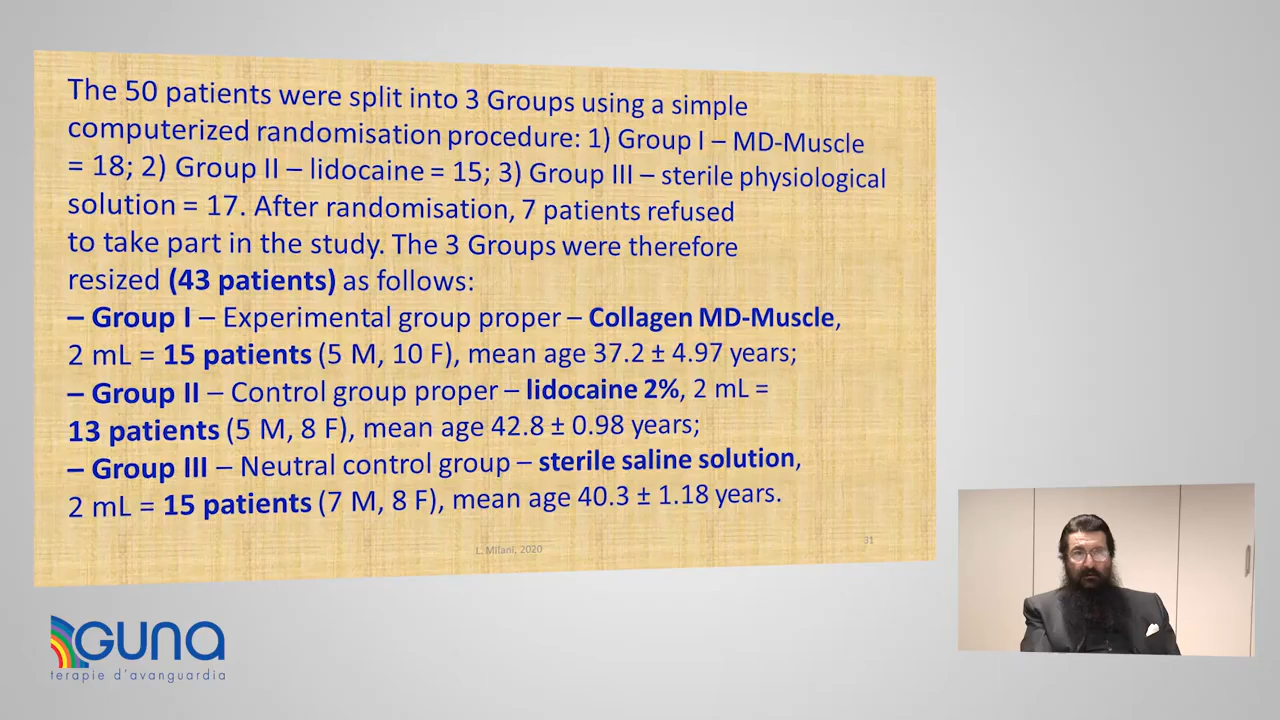 The 50 patients were split into 3 Groups using a simple
computerized randomisation procedure: 1) Group I – MD-Muscle
= 18; 2) Group II – lidocaine = 15; 3) Group III – sterile physiological
solution = 17. After randomisation, 7 patients refused
to take part in the study. The 3 Groups were therefore
resized (43 patients) as follows:
– Group I – Experimental group proper – Collagen MD-Muscle,
2 mL = 15 patients (5 M, 10 F), mean age 37.2 ± 4.97 years;
– Group II – Control group proper – lidocaine 2%, 2 mL =
13 patients (5 M, 8 F), mean age 42.8 ± 0.98 years;
– Group III – Neutral control group – sterile saline solution,
2 mL = 15 patients (7 M, 8 F), mean age 40.3 ± 1.18 years.
L. Milani, 2020
31
GUNA
terapie d'avanguardia